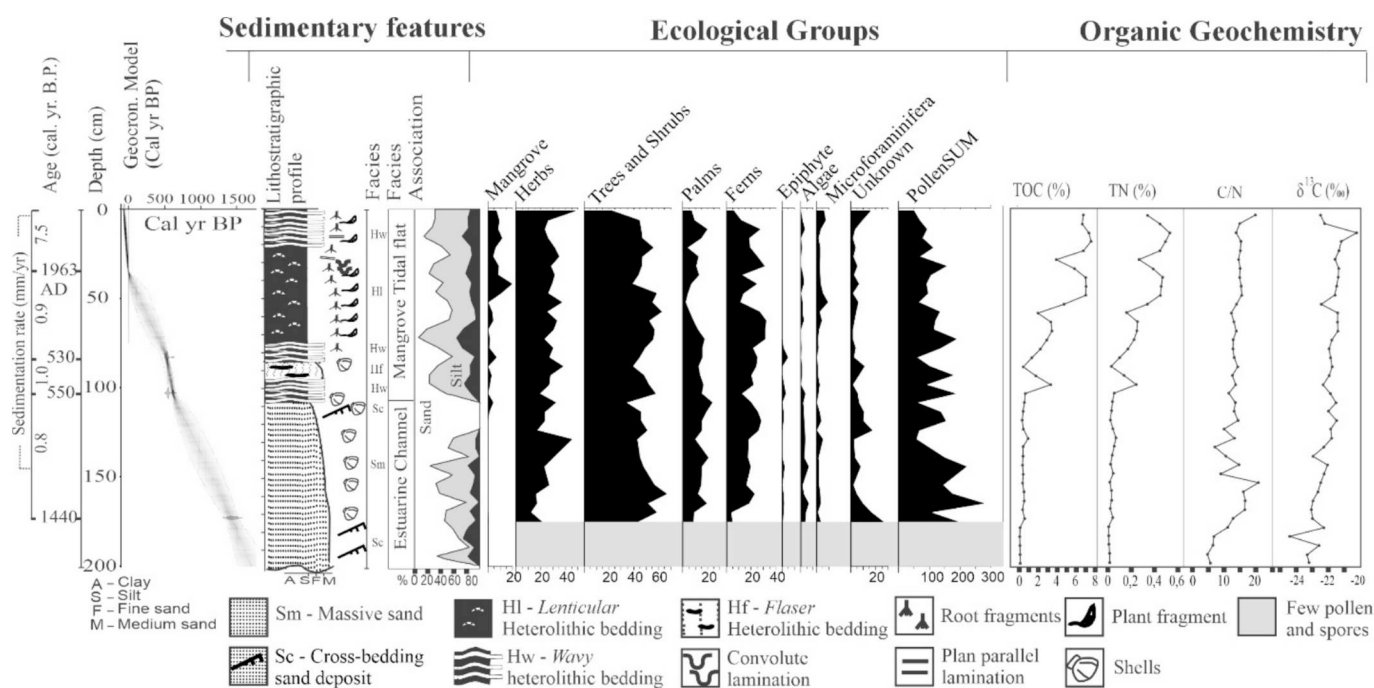 Sedimentary features
Ecological Groups
Organic Geochemistry
Sedimentation rate (mm/yr)
Age (cal. yr. B.P.)
Depth (cm)
Geocron. Model
(Cal yr BP)
Lithostratigraphic
profile
Facies
Facies
Association
Mangrove
Herbs
Trees and Shrubs
Palms
Ferns
Epiphyte
Algae
Microforaminifera
Unknown
PollenSUM
TOC (%)
TN (%)
C/N
δ¹³C (‰)
0 500 1000 1500
Cal yr BP
0
50
100
150
200
7.5
0.9
1.0
0.8
1963
AD
530
550
1440
Hw
Hl
Hw
Hf
Hw
Sc
Sm
Sc
Mangrove Tidal flat
Estuarine Channel
Sand
Silt
A S F M
% 0 20 40 60 80
20 20 40 20 40 60 20 20 40 20 100 200 300
0 2 4 6 8 0 0,2 0,4 0,6 0 10 20 -24 -22 -20
A – Clay
S – Silt
F – Fine sand
M – Medium sand
Sm - Massive sand
Hl - Lenticular
Heterolithic bedding
Hf - Flaser
Heterolithic bedding
Root fragments
Plant fragment
Few pollen
and spores
Sc - Cross-bedding
sand deposit
Hw - Wavy
heterolithic bedding
Convolute
lamination
Plan parallel
lamination
Shells